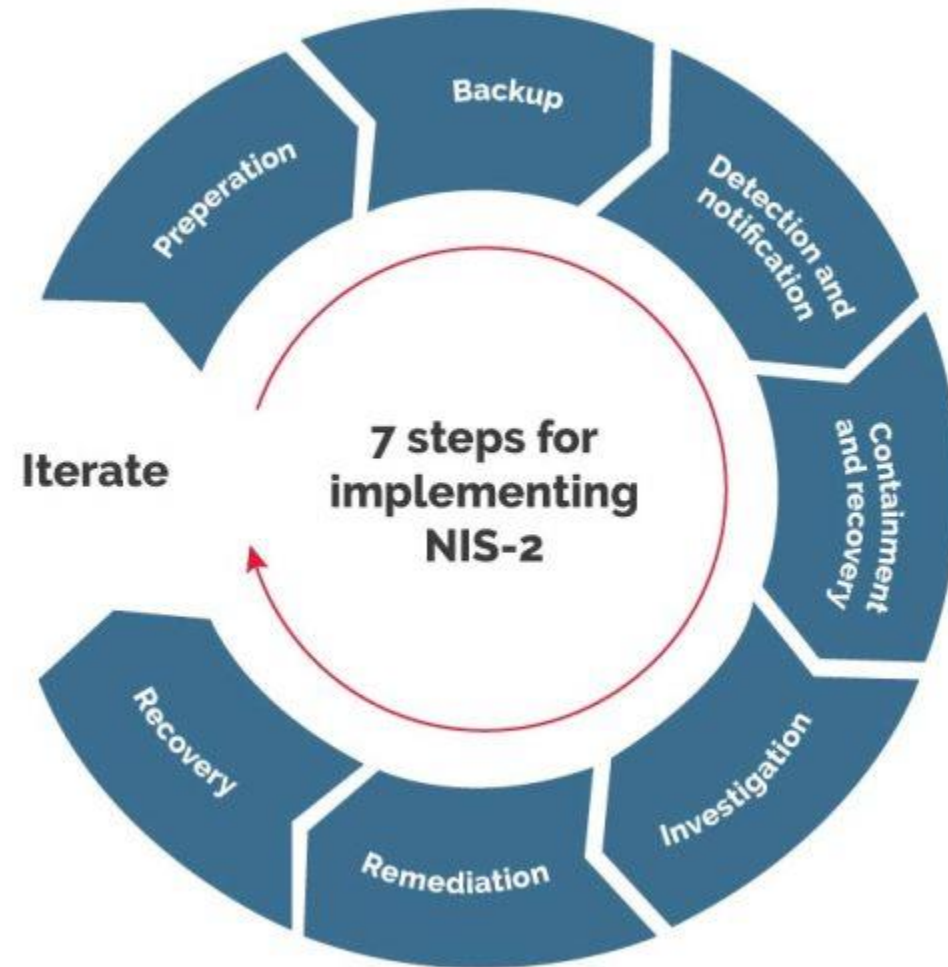 Preperation
Backup
Detection and
notification
Containment
and recovery
Investigation
Remediation
Recovery
Iterate
7 steps for
implementing
NIS-2